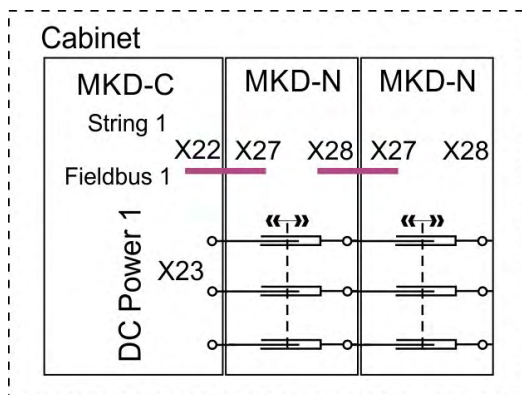 Cabinet
MKD-C
MKD-N
MKD-N
String 1
X22
X27
X28
X27
X28
Fieldbus 1
X23
DC Power 1